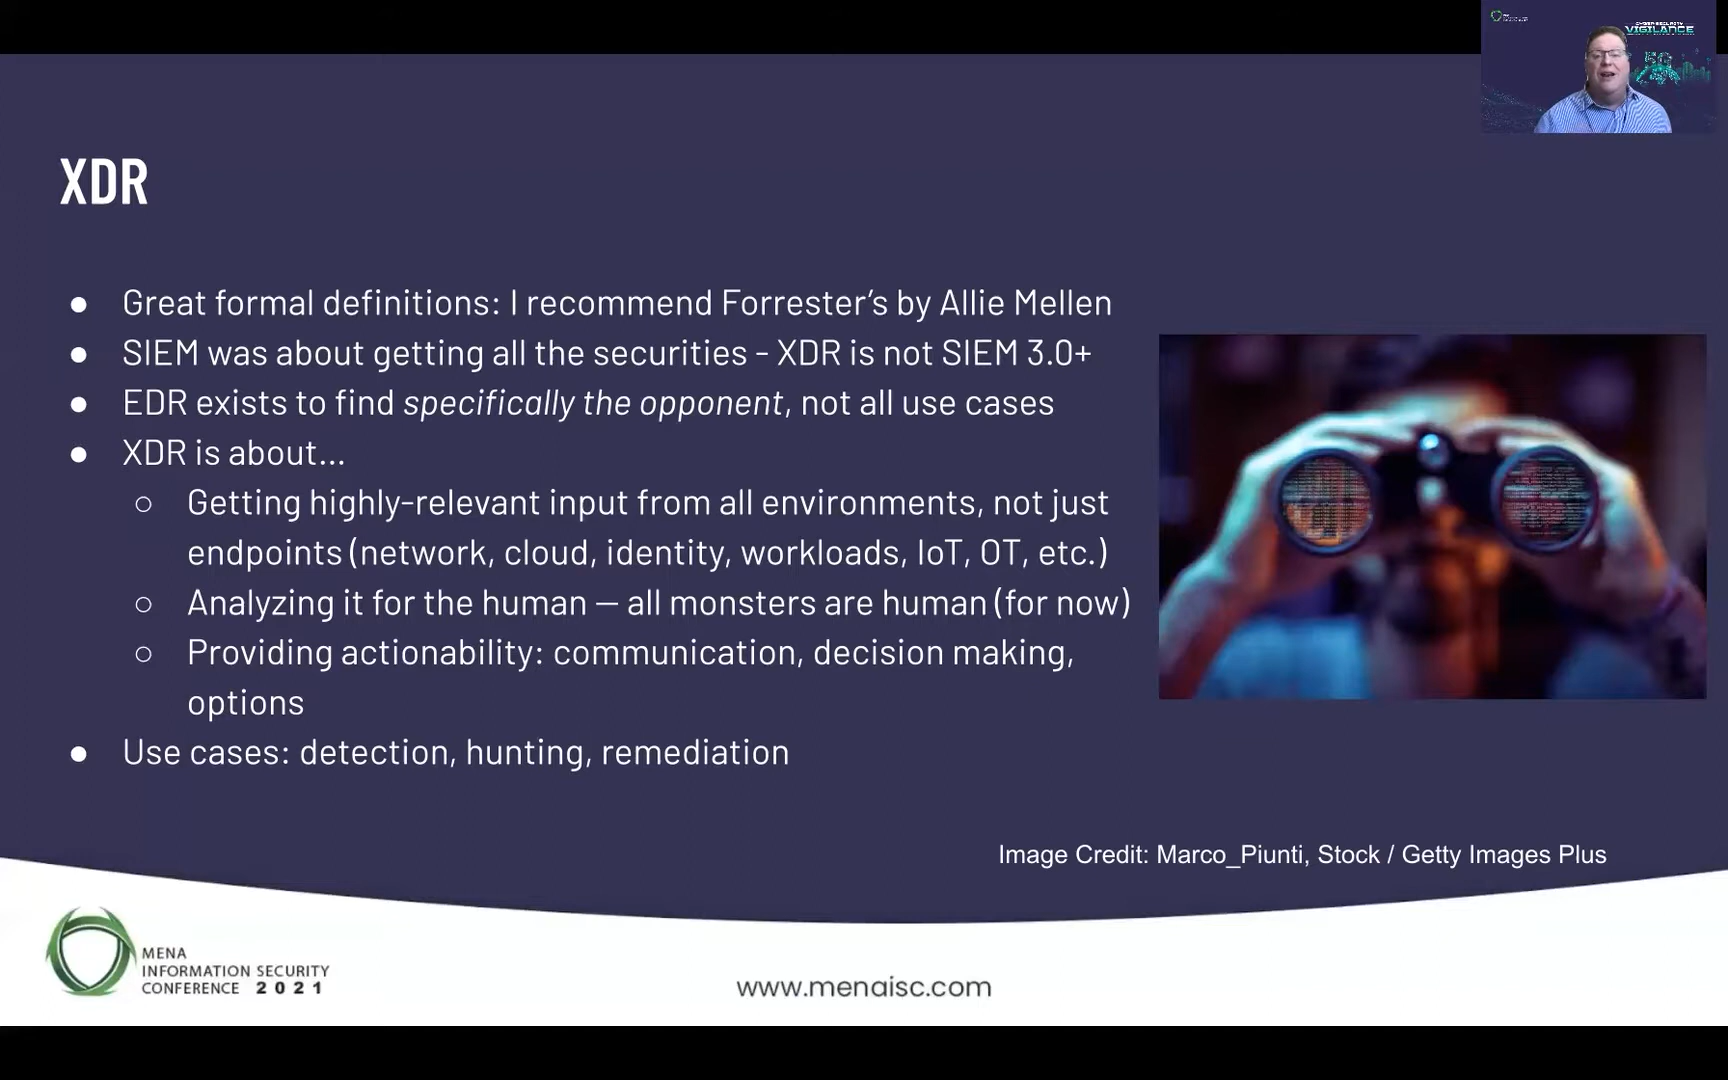 CYBER SECURITY
VIGILANCE
5G
XDR
● Great formal definitions: I recommend Forrester's by Allie Mellen
● SIEM was about getting all the securities - XDR is not SIEM 3.0+
● EDR exists to find specifically the opponent, not all use cases
● XDR is about...
○ Getting highly-relevant input from all environments, not just
endpoints (network, cloud, identity, workloads, IoT, OT, etc.)
○ Analyzing it for the human — all monsters are human (for now)
○ Providing actionability: communication, decision making,
options
● Use cases: detection, hunting, remediation
Image Credit: Marco_Piunti, Stock / Getty Images Plus
MENA
INFORMATION SECURITY
CONFERENCE 2021
www.menaisc.com